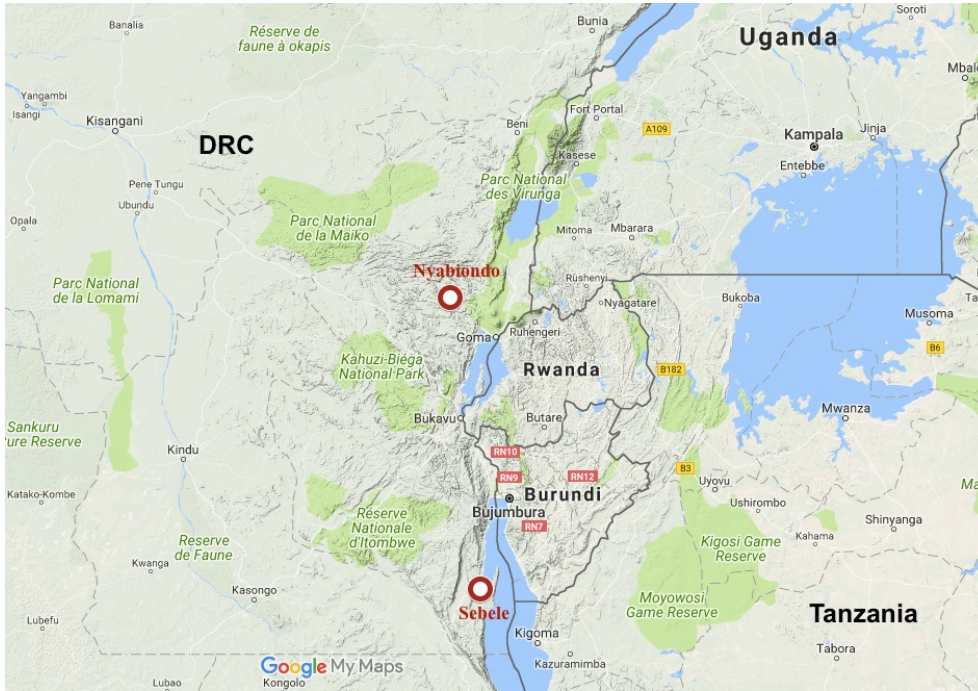 Banalia
Réserve de
faune à okapis
Bunia
Uganda
Soroti
Mbale
Yangambi
Isangi
Kisangani
DRC
Beni
Fort Portal
A109
Kampala
Jinja
Entebbe
Kasese
Parc National
des Virunga
Pene Tungu
Ubundu
Opala
Parc National
de la Maiko
Mitoma
Mbarara
Parc National
de la Lomami
Nyabiondo
Rushenyi
Nyagatare
Bukoba
Musoma
B6
Goma
Ruhengeri
Kahuzi-Biéga
National Park
Rwanda
B182
Bukavu
Butare
Mwanza
Sankuru
ure Reserve
Kindu
RN10
RN9
RN12
B3
Burundi
Bujumbura
RN7
Uyovu
Ushirombo
Katako-Kombe
Réserve
Nationale
d'Itombwe
Shinyanga
Kahama
Kigosi Game
Reserve
Reserve
de Faune
Kwanga
Kasongo
Sebele
Moyowosi
Game Reserve
Tanzania
Lubefu
Kigoma
Kazuramimba
Tabora
Google My Maps
Lubao
Kongolo